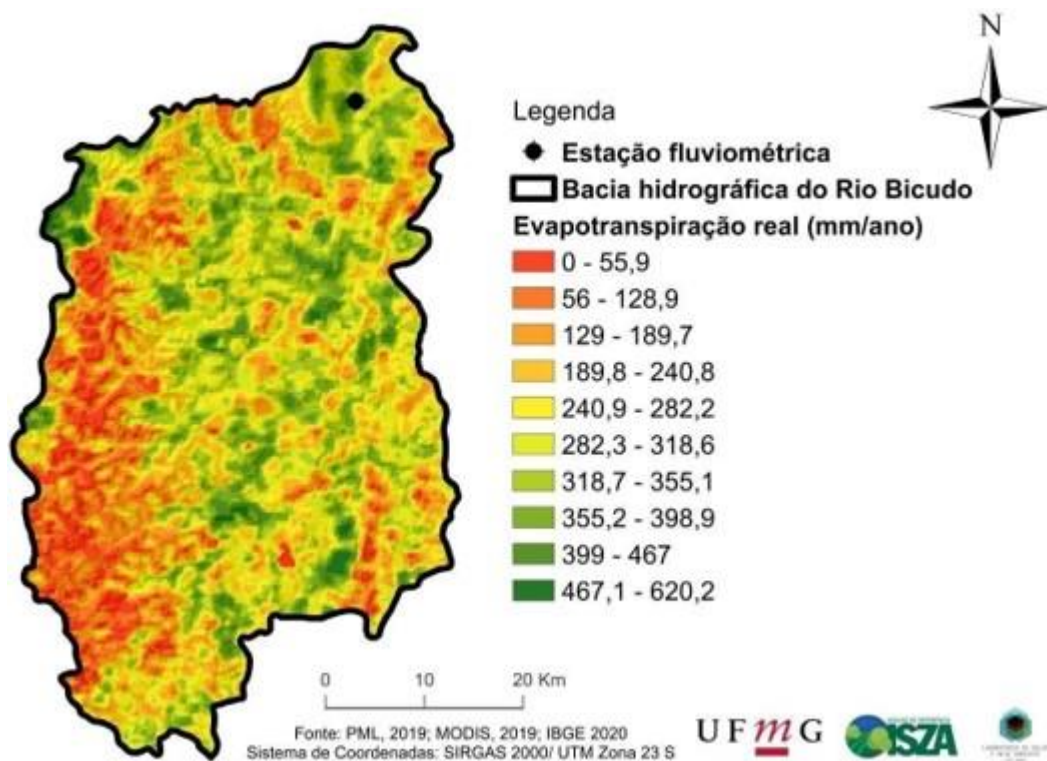 N
Legenda
Estação fluviométrica
Bacia hidrográfica do Rio Bicudo
Evapotranspiração real (mm/ano)
0 - 55,9
56 - 128,9
129 - 189,7
189,8 - 240,8
240,9 - 282,2
282,3 - 318,6
318,7 - 355,1
355,2 - 398,9
399 - 467
467,1 - 620,2
0 10 20 Km
Fonte: PML, 2019; MODIS, 2019; IBGE 2020
Sistema de Coordenadas: SIRGAS 2000/ UTM Zona 23 S
UFmG
ISZA